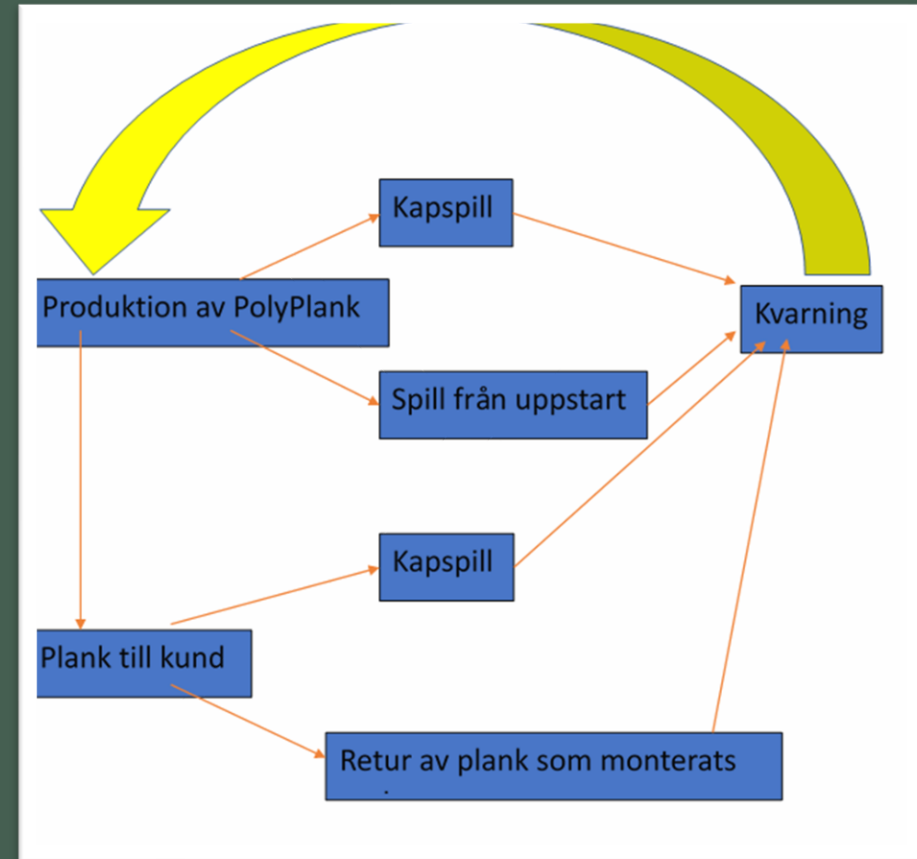 Kapspill
Produktion av PolyPlank
Kvarning
Spill från uppstart
Kapspill
Plank till kund
Retur av plank som monterats
.